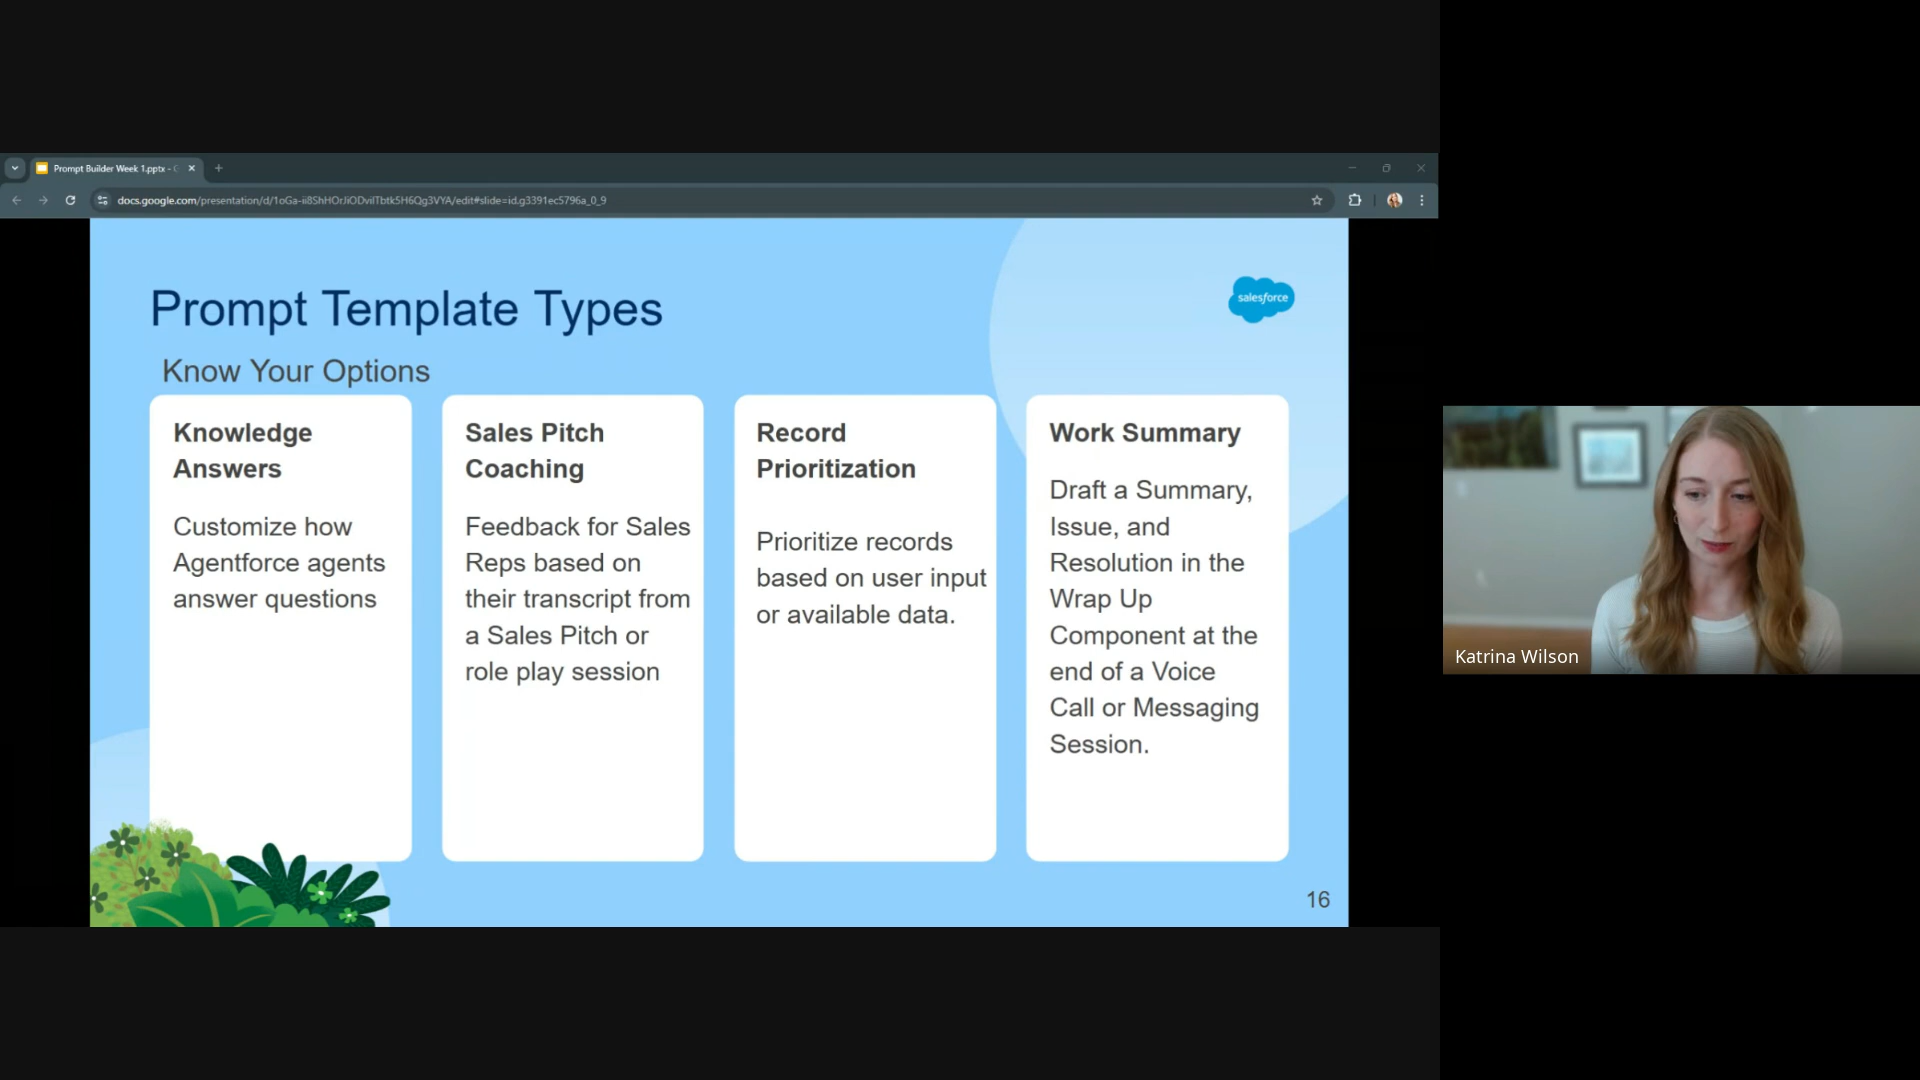 Prompt Builder Week 1.pptx -
docs.google.com/presentation/d/1oGa-ii8ShHOrJiODvilTbtk5H6Qg3VYA/edit#slide=id.g3391ec5796a_0_9
Prompt Template Types
salesforce
Know Your Options
Knowledge
Answers
Customize how
Agentforce agents
answer questions
Sales Pitch
Coaching
Feedback for Sales
Reps based on
their transcript from
a Sales Pitch or
role play session
Record
Prioritization
Prioritize records
based on user input
or available data.
Work Summary
Draft a Summary,
Issue, and
Resolution in the
Wrap Up
Component at the
end of a Voice
Call or Messaging
Session.
16
Katrina Wilson